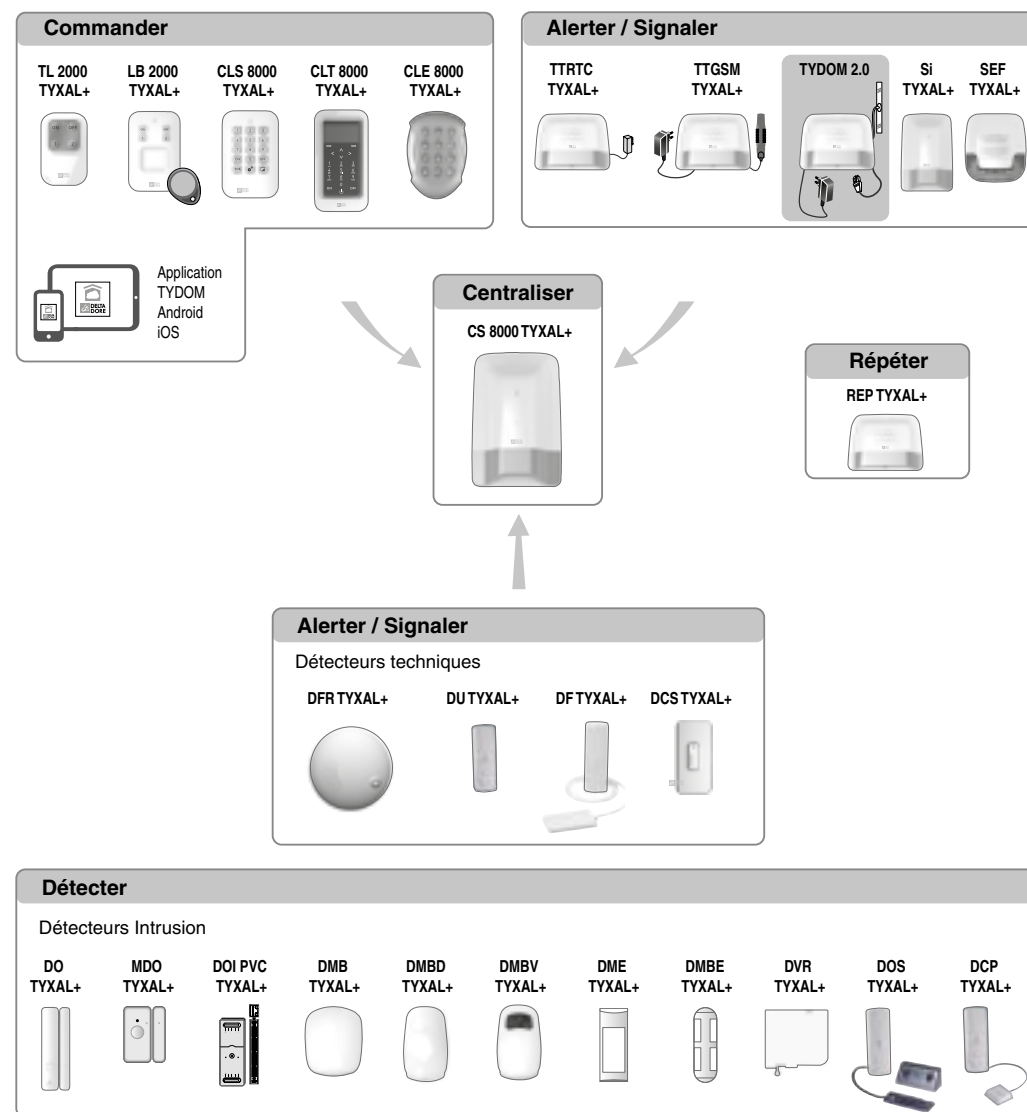 Commander
TL 2000
TYXAL+
LB 2000
TYXAL+
CLS 8000
TYXAL+
CLT 8000
TYXAL+
CLE 8000
TYXAL+
DELTA
DORE
Application
TYDOM
Android
iOS
Alerter / Signaler
TTRTC
TYXAL+
TTGSM
TYXAL+
TYDOM 2.0
Si
TYXAL+
SEF
TYXAL+
Centraliser
CS 8000 TYXAL+
Répéter
REP TYXAL+
Alerter / Signaler
Détecteurs techniques
DFR TYXAL+
DU TYXAL+
DF TYXAL+
DCS TYXAL+
Détecter
Détecteurs Intrusion
DO
TYXAL+
MDO
TYXAL+
DOI PVC
TYXAL+
DMB
TYXAL+
DMBD
TYXAL+
DMBV
TYXAL+
DME
TYXAL+
DMBE
TYXAL+
DVR
TYXAL+
DOS
TYXAL+
DCP
TYXAL+